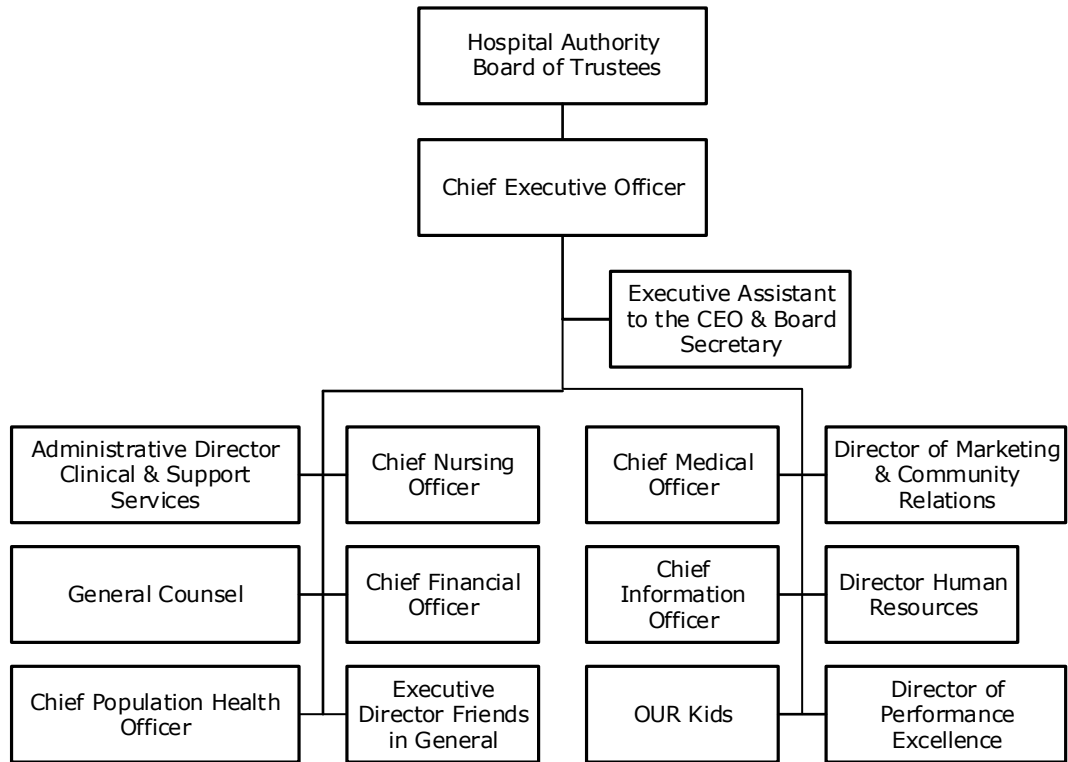 Hospital Authority
Board of Trustees
Chief Executive Officer
Executive Assistant
to the CEO & Board
Secretary
Administrative Director
Clinical & Support
Services
Chief Nursing
Officer
Chief Medical
Officer
Director of Marketing
& Community
Relations
General Counsel
Chief Financial
Officer
Chief
Information
Officer
Director Human
Resources
Chief Population Health
Officer
Executive
Director Friends
in General
OUR Kids
Director of
Performance
Excellence